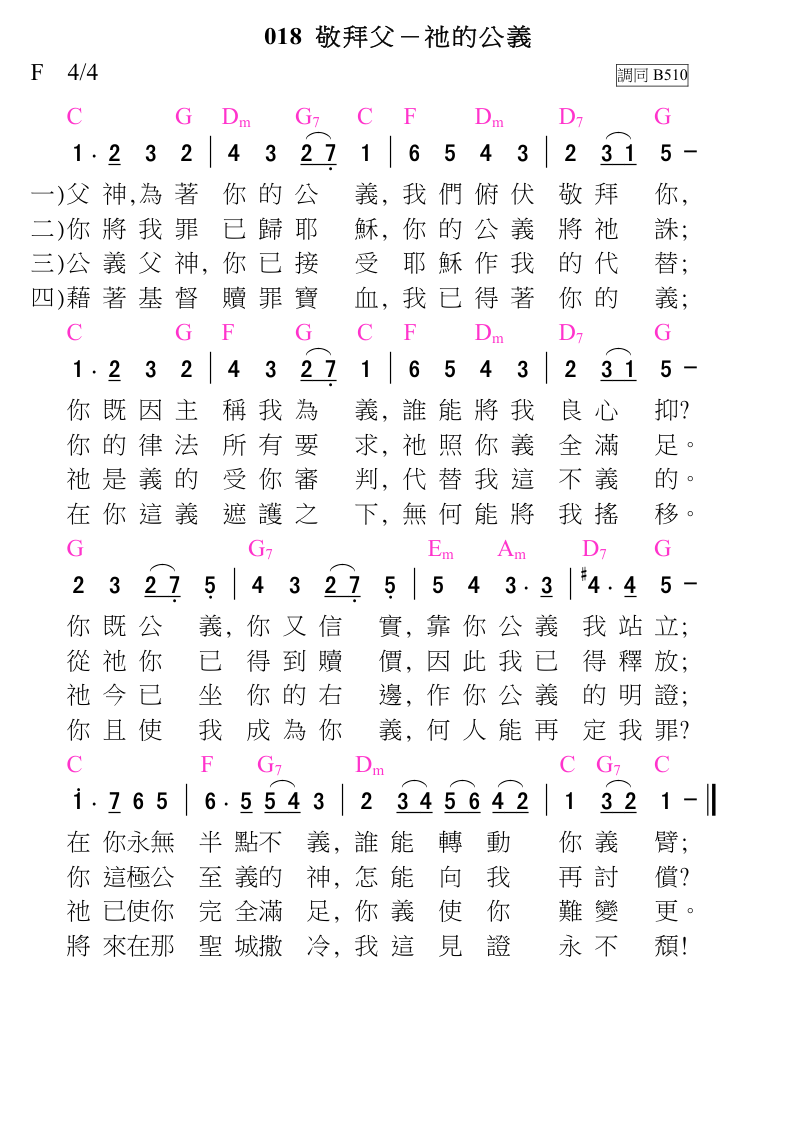 018 敬拜父－祂的公義
F 4/4 調同 B510
C G Dm G7 C F Dm D7 G
1 . 2 3 2 | 4 3 2 7 1 | 6 5 4 3 | 2 3 1 5 −
一)父神,為著你的公義,我們俯伏敬拜你,
二)你將我罪已歸耶穌,你的公義將祂誅;
三)公義父神,你已接受耶穌作我的代替;
四)藉著基督贖罪寶血,我已得著你的義;
C G F G C F Dm D7 G
1 . 2 3 2 | 4 3 2 7 1 | 6 5 4 3 | 2 3 1 5 −
你既因主稱我為義,誰能將我良心抑?
你的律法所有要求,祂照你義全滿足。
祂是義的受你審判,代替我這不義的。
在你這義遮護之下,無何能將我搖移。
G G7 Em Am D7 G
2 3 2 7 5 | 4 3 2 7 5 | 5 4 3 . 3 | #4 . 4 5 −
你既公義,你又信實,靠你公義我站立;
從祂你已得到贖價,因此我已得釋放;
祂今已坐你的右邊,作你公義的明證;
你且使我成為你義,何人能再定我罪?
C F G7 Dm C G7 C
1 . 7 6 5 | 6 . 5 5 4 3 | 2 3 4 5 6 4 2 | 1 3 2 1 − ‖
在你永無半點不義,誰能轉動你義臂;
你這極公至義的神,怎能向我再討償?
祂已使你完全滿足,你義使你難變更。
將來在那聖城撒冷,我這見證永不頹!